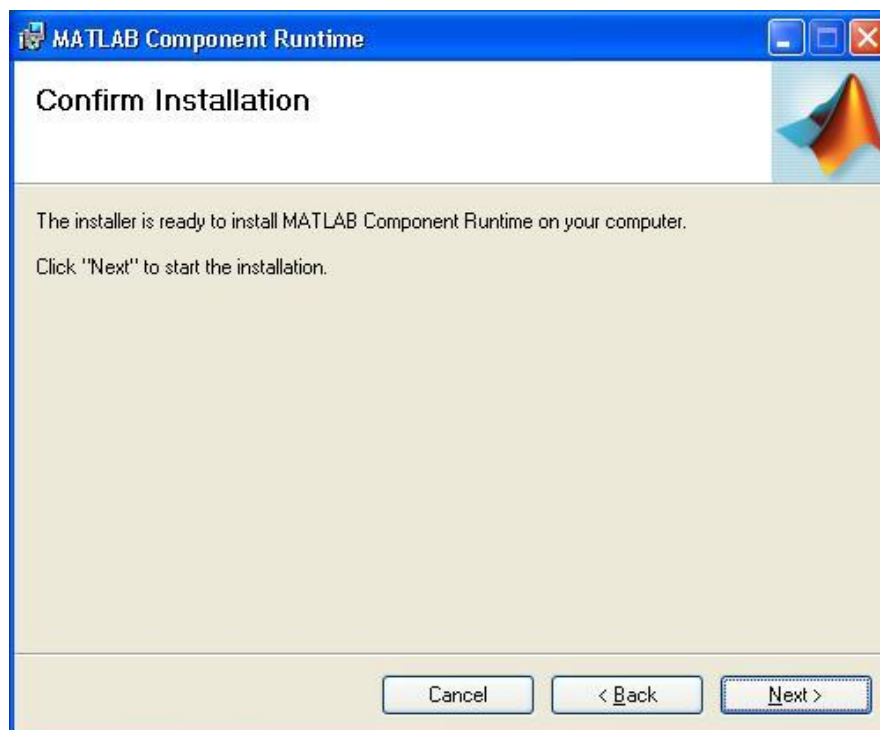 MATLAB Component Runtime
Confirm Installation
The installer is ready to install MATLAB Component Runtime on your computer.
Click "Next" to start the installation.
Cancel
< Back
Next >